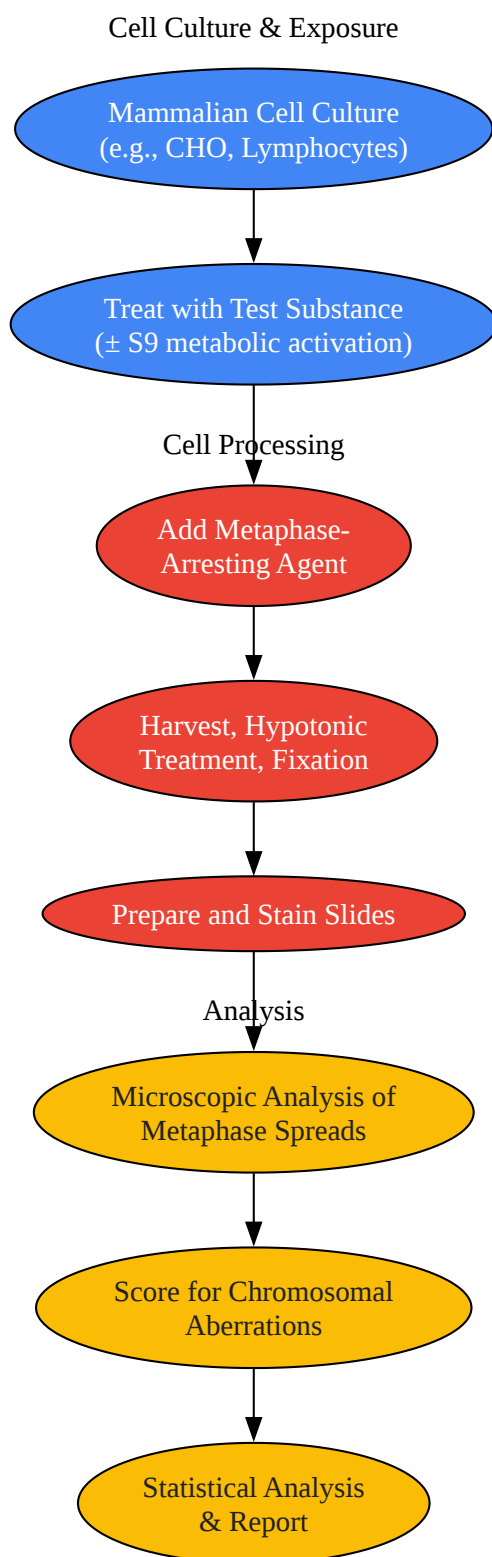 Cell Culture & Exposure
Mammalian Cell Culture
(e.g., CHO, Lymphocytes)
Treat with Test Substance
(± S9 metabolic activation)
Cell Processing
Add Metaphase-
Arresting Agent
Harvest, Hypotonic
Treatment, Fixation
Prepare and Stain Slides
Analysis
Microscopic Analysis of
Metaphase Spreads
Score for Chromosomal
Aberrations
Statistical Analysis
& Report